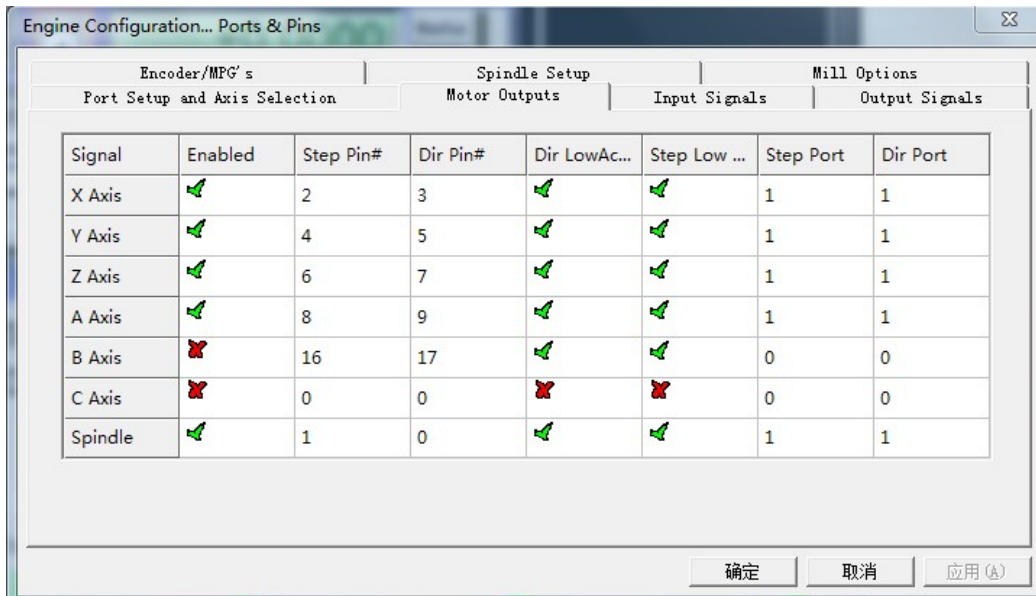 Engine Configuration... Ports & Pins
Encoder/MPG's Spindle Setup Mill Options
Port Setup and Axis Selection Motor Outputs Input Signals Output Signals
Signal Enabled Step Pin# Dir Pin# Dir LowAc... Step Low ... Step Port Dir Port
X Axis 2 3 1 1
Y Axis 4 5 1 1
Z Axis 6 7 1 1
A Axis 8 9 1 1
B Axis 16 17 0 0
C Axis 0 0 0 0
Spindle 1 0 1 1
确定 取消 应用(A)